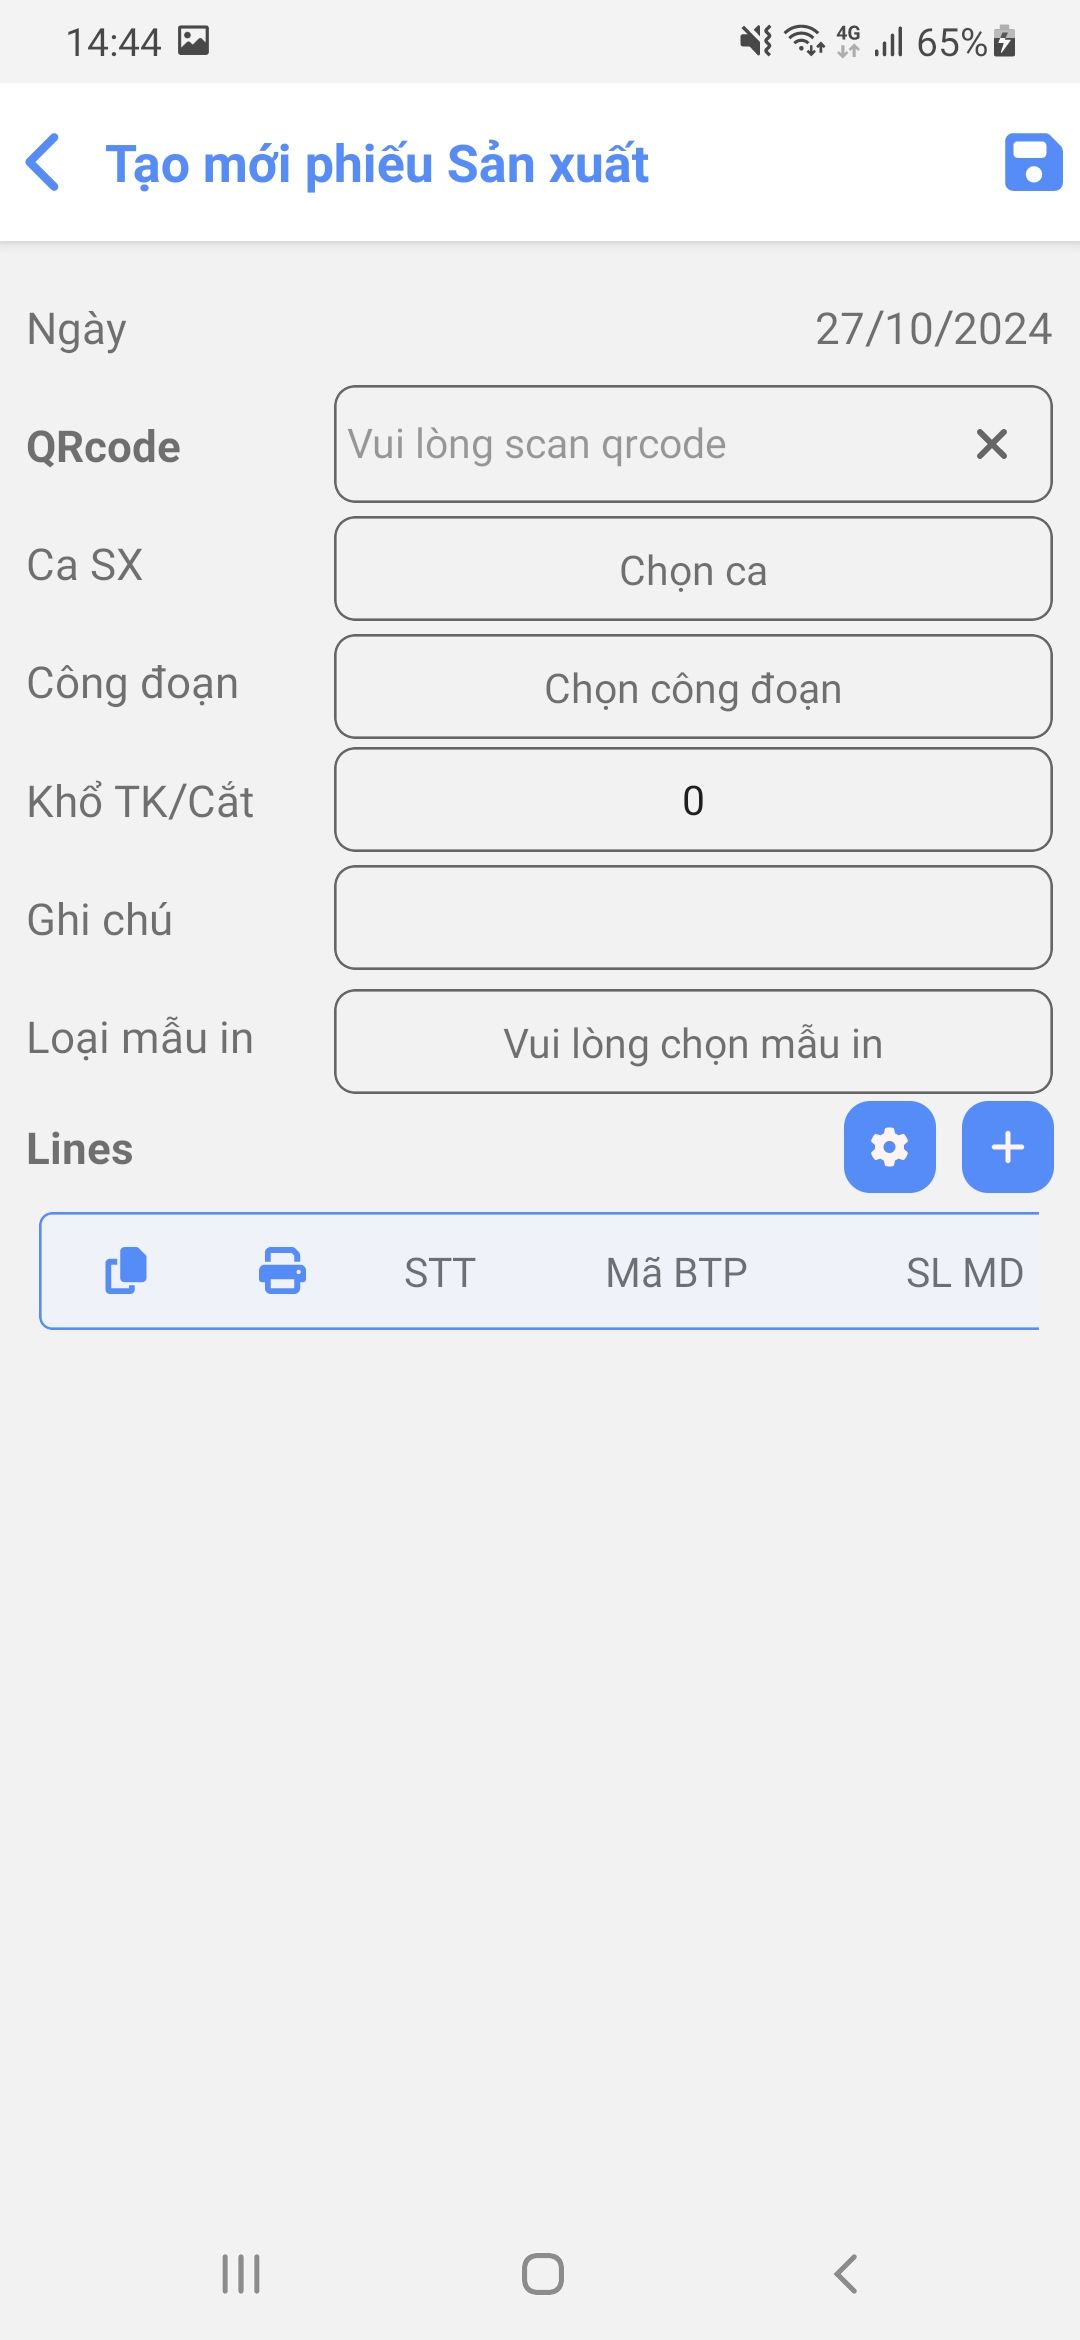 14:44 4G 65%
Tạo mới phiếu Sản xuất
Ngày 27/10/2024
QRcode Vui lòng scan qrcode
Ca SX Chọn ca
Công đoạn Chọn công đoạn
Khổ TK/Cắt 0
Ghi chú
Loại mẫu in Vui lòng chọn mẫu in
Lines
STT Mã BTP SL MD